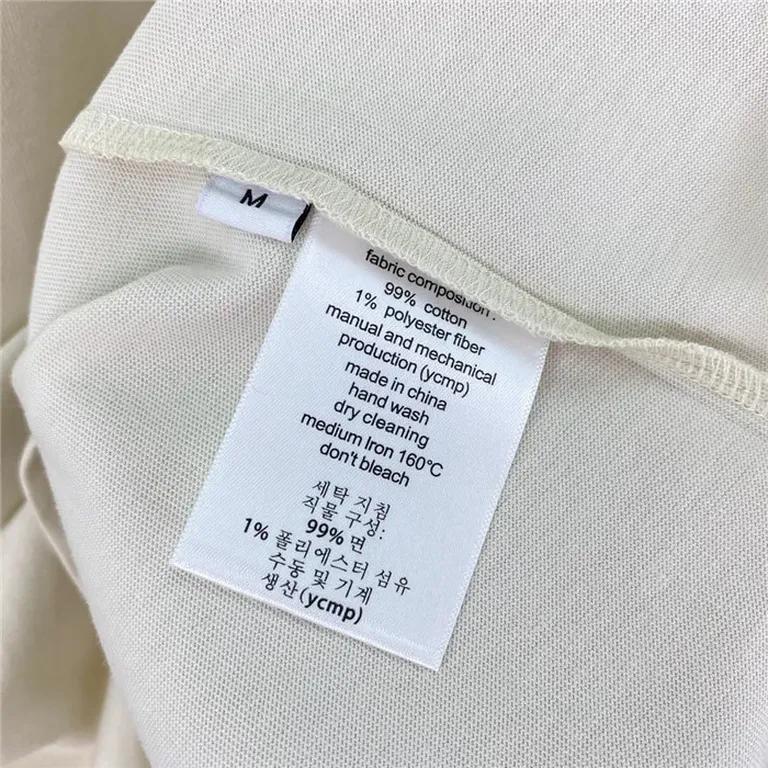 M
fabric composition:
99% cotton
1% polyester fiber
manual and mechanical
production (ycmp)
made in china
hand wash
dry cleaning
medium Iron 160℃
don't bleach
세탁 지침
직물 구성:
99% 면
1% 폴리에스터 섬유
수동 및 기계
생산(ycmp)